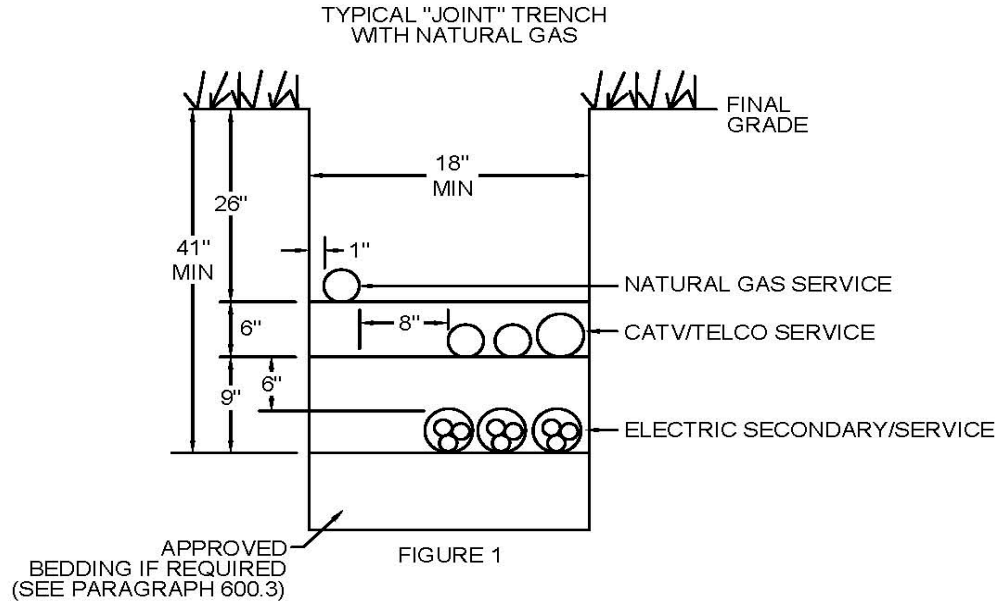 TYPICAL "JOINT" TRENCH
WITH NATURAL GAS
FINAL
GRADE
18"
MIN
26"
41"
MIN
1"
NATURAL GAS SERVICE
8"
6"
CATV/TELCO SERVICE
6"
9"
ELECTRIC SECONDARY/SERVICE
APPROVED
BEDDING IF REQUIRED
(SEE PARAGRAPH 600.3)
FIGURE 1